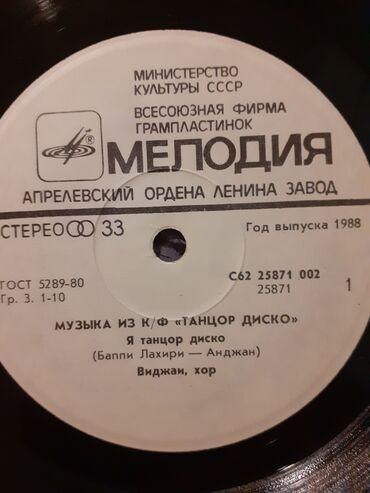 МИНИСТЕРСТВО
КУЛЬТУРЫ СССР
ВСЕСОЮЗНАЯ ФИРМА
ГРАМПЛАСТИНОК
®
МЕЛОДИЯ
АПРЕЛЕВСКИЙ ОРДЕНА ЛЕНИНА ЗАВОД
СТЕРЕО 33
Год выпуска 1988
ГОСТ 5289-80
Гр. 3. 1-10
С62 25871 002
25871
1
МУЗЫКА ИЗ К/Ф «ТАНЦОР ДИСКО»
Я танцор диско
(Баппи Лахири — Анджан)
Виджаи, хор